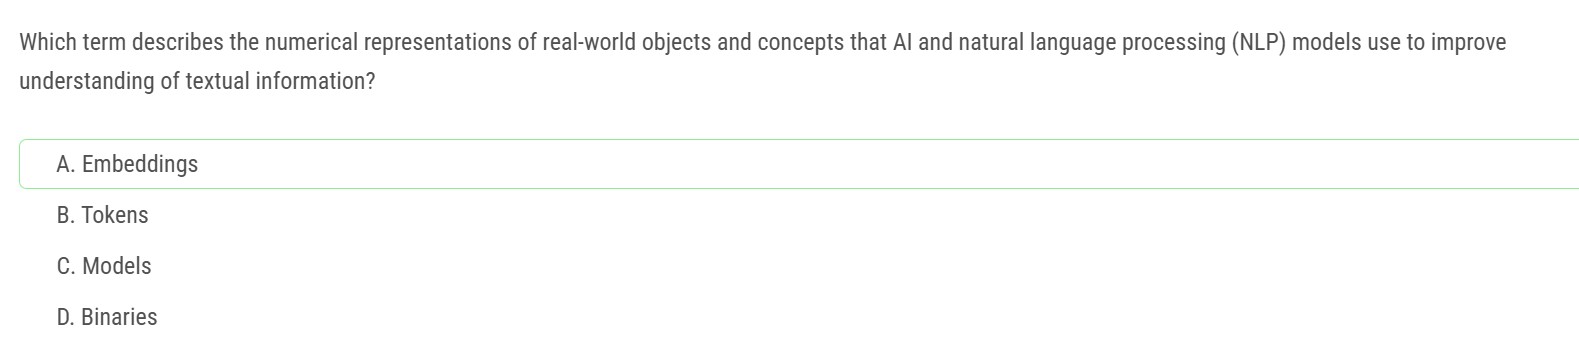 Which term describes the numerical representations of real-world objects and concepts that AI and natural language processing (NLP) models use to improve
understanding of textual information?
A. Embeddings
B. Tokens
C. Models
D. Binaries